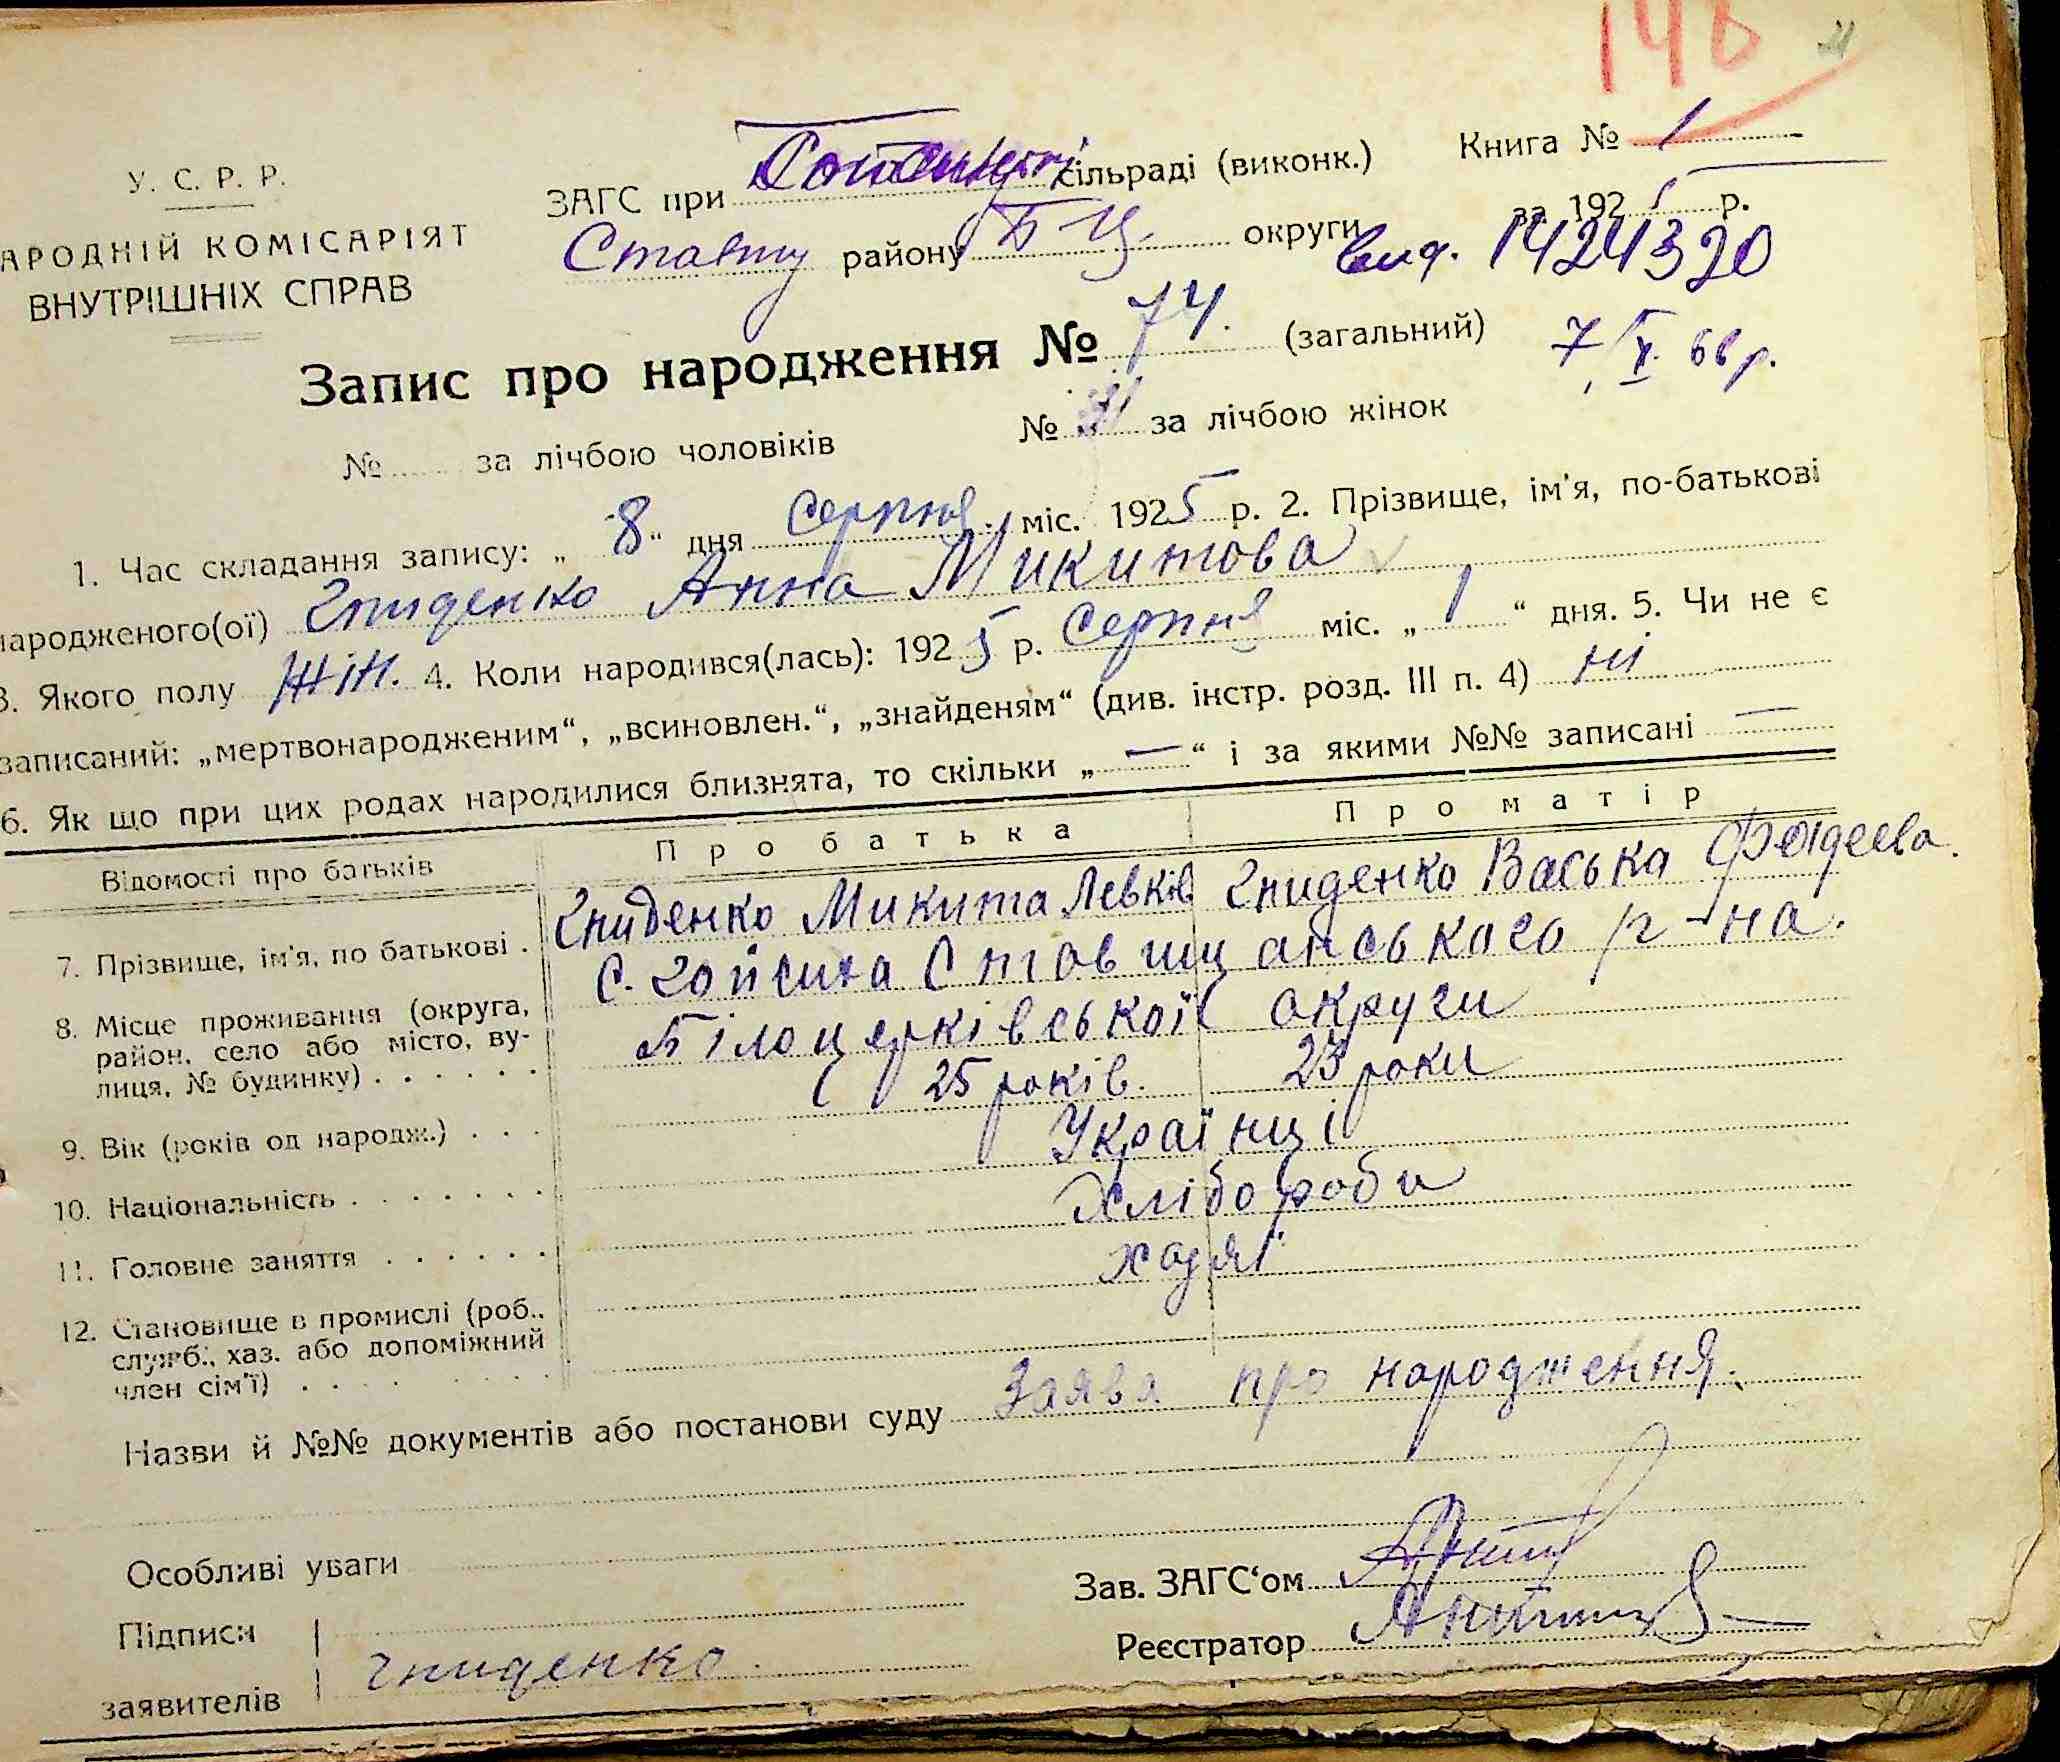 146
У. С. Р. Р.
ЗАГС при сільраді (виконк.) Книга № 1
НАРОДНІЙ КОМІСАРІЯТ
ВНУТРІШНІХ СПРАВ
Ставищ району Б Ц. округи за 1925 р.
вид. 1424320
7/X. 66 р.
Запис про народження № 74. (загальний)
№ за лічбою чоловіків № за лічбою жінок
1. Час складання запису: „ 8 “ дня Серпня міс. 1925 р. 2. Прізвище, ім'я, по-батькові
народженого(ої) Гниденко Анна Микитова
3. Якого полу жін. 4. Коли народився(лась): 1925 р. Серпня міс. „ 1 “ дня. 5. Чи не є
записаний: „мертвонародженим“, „всиновлен.“, „знайденям“ (див. інстр. розд. III п. 4) ні
6. Як що при цих родах народилися близнята, то скільки „ — “ і за якими №№ записані —
Відомості про батьків Про батька Про матір
7. Прізвище, ім'я, по батькові . Гниденко Микита Левків Гниденко Васька Фадеева.
8. Місце проживання (округа, район, село або місто, вулиця, № будинку) . . . . . . с. Гойсиха Ставищанського р-на.
Білоцерківської округи
9. Вік (років од народж.) . . . 25 років. 23 роки
10. Національність . . . . . . . Українці
11. Головне заняття . . . . . . Хлібороби
12. Становище в промислі (роб., служб., хаз. або допоміжний член сім'ї) . . . . . . . .
Назви й №№ документів або постанови суду Заява про народження.
Особливі уваги
Зав. ЗАГС‘ом
Підписи
заявителів Гниденко.
Реєстратор